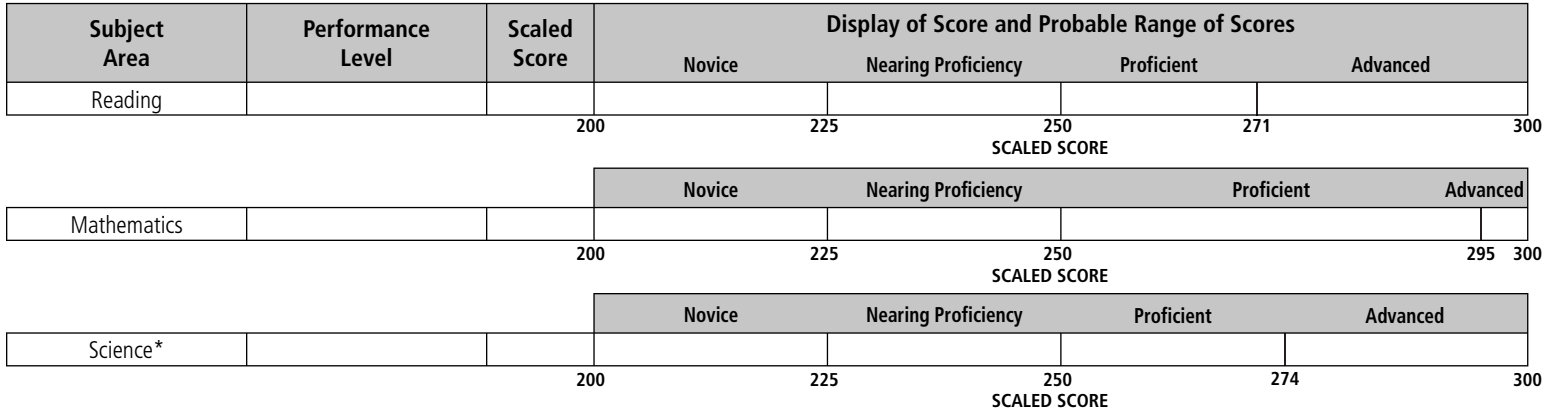 Subject Area Performance Level Scaled Score Display of Score and Probable Range of Scores
Novice Nearing Proficiency Proficient Advanced
Reading
200 225 250 271 300
SCALED SCORE
Novice Nearing Proficiency Proficient Advanced
Mathematics
200 225 250 295 300
SCALED SCORE
Novice Nearing Proficiency Proficient Advanced
Science*
200 225 250 274 300
SCALED SCORE